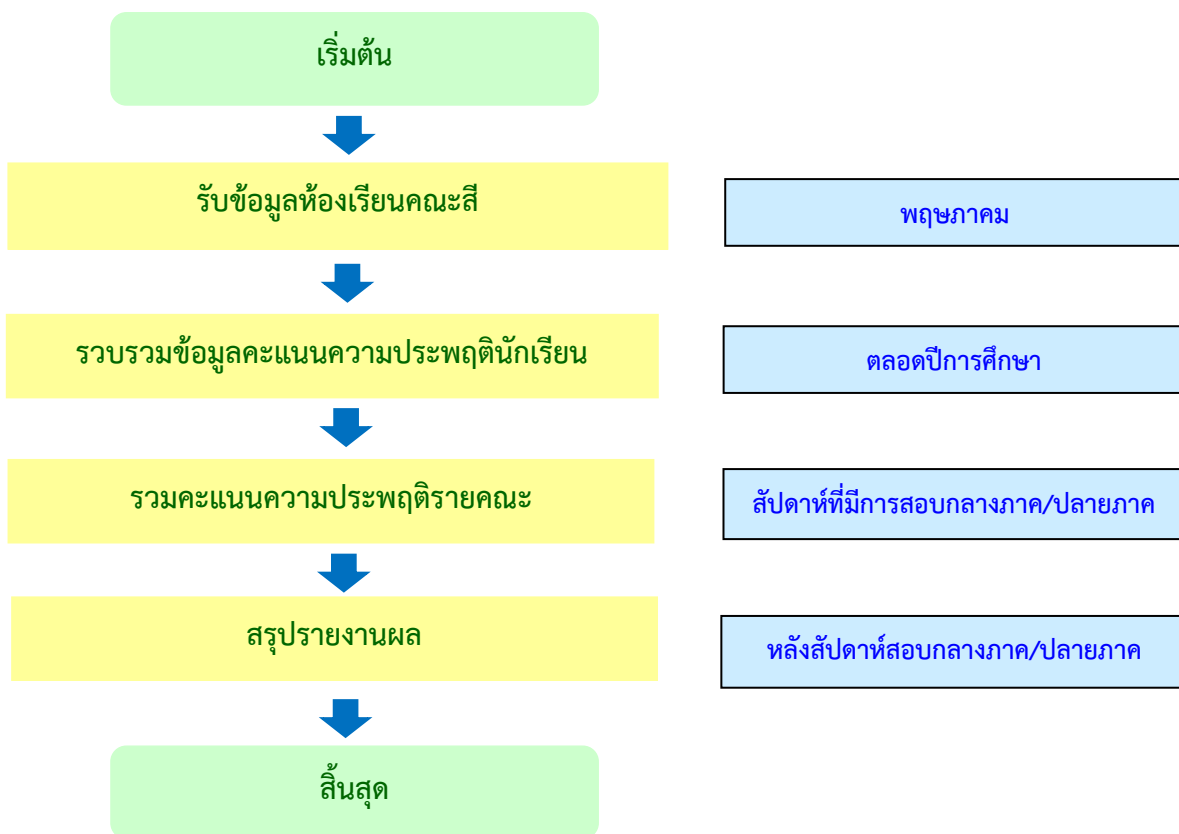 เริ่มต้น
รับข้อมูลห้องเรียนคณะสี
พฤษภาคม
รวบรวมข้อมูลคะแนนความประพฤตินักเรียน
ตลอดปีการศึกษา
รวมคะแนนความประพฤติรายคณะ
สัปดาห์ที่มีการสอบกลางภาค/ปลายภาค
สรุปรายงานผล
หลังสัปดาห์สอบกลางภาค/ปลายภาค
สิ้นสุด